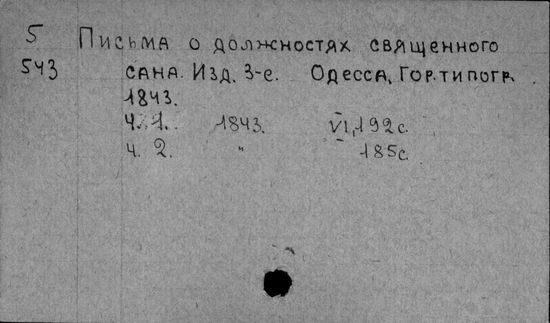 5 Письма о должностях священного
543 сана. Изд. 3-е. Одесса, Гор. типогр.
1843.
Ч. 1. 1843. VI, 192 с.
Ч. 2. " 185 с.